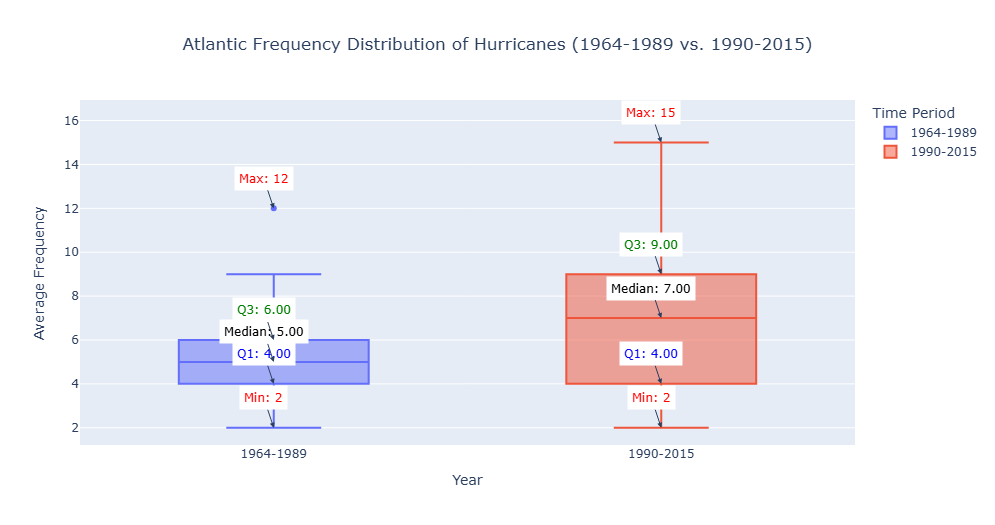 Atlantic Frequency Distribution of Hurricanes (1964-1989 vs. 1990-2015)
Time Period
1964-1989
1990-2015
Average Frequency
16
14
12
10
8
6
4
2
Max: 12
Q3: 6.00
Median: 5.00
Q1: 4.00
Min: 2
Max: 15
Q3: 9.00
Median: 7.00
Q1: 4.00
Min: 2
1964-1989
1990-2015
Year